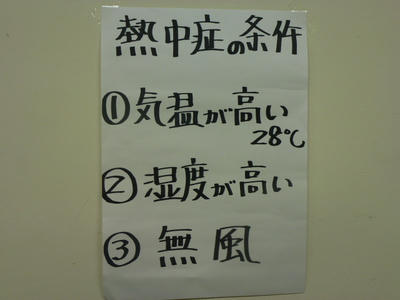 熱中症の条件
①気温が高い
28℃
②湿度が高い
③無風